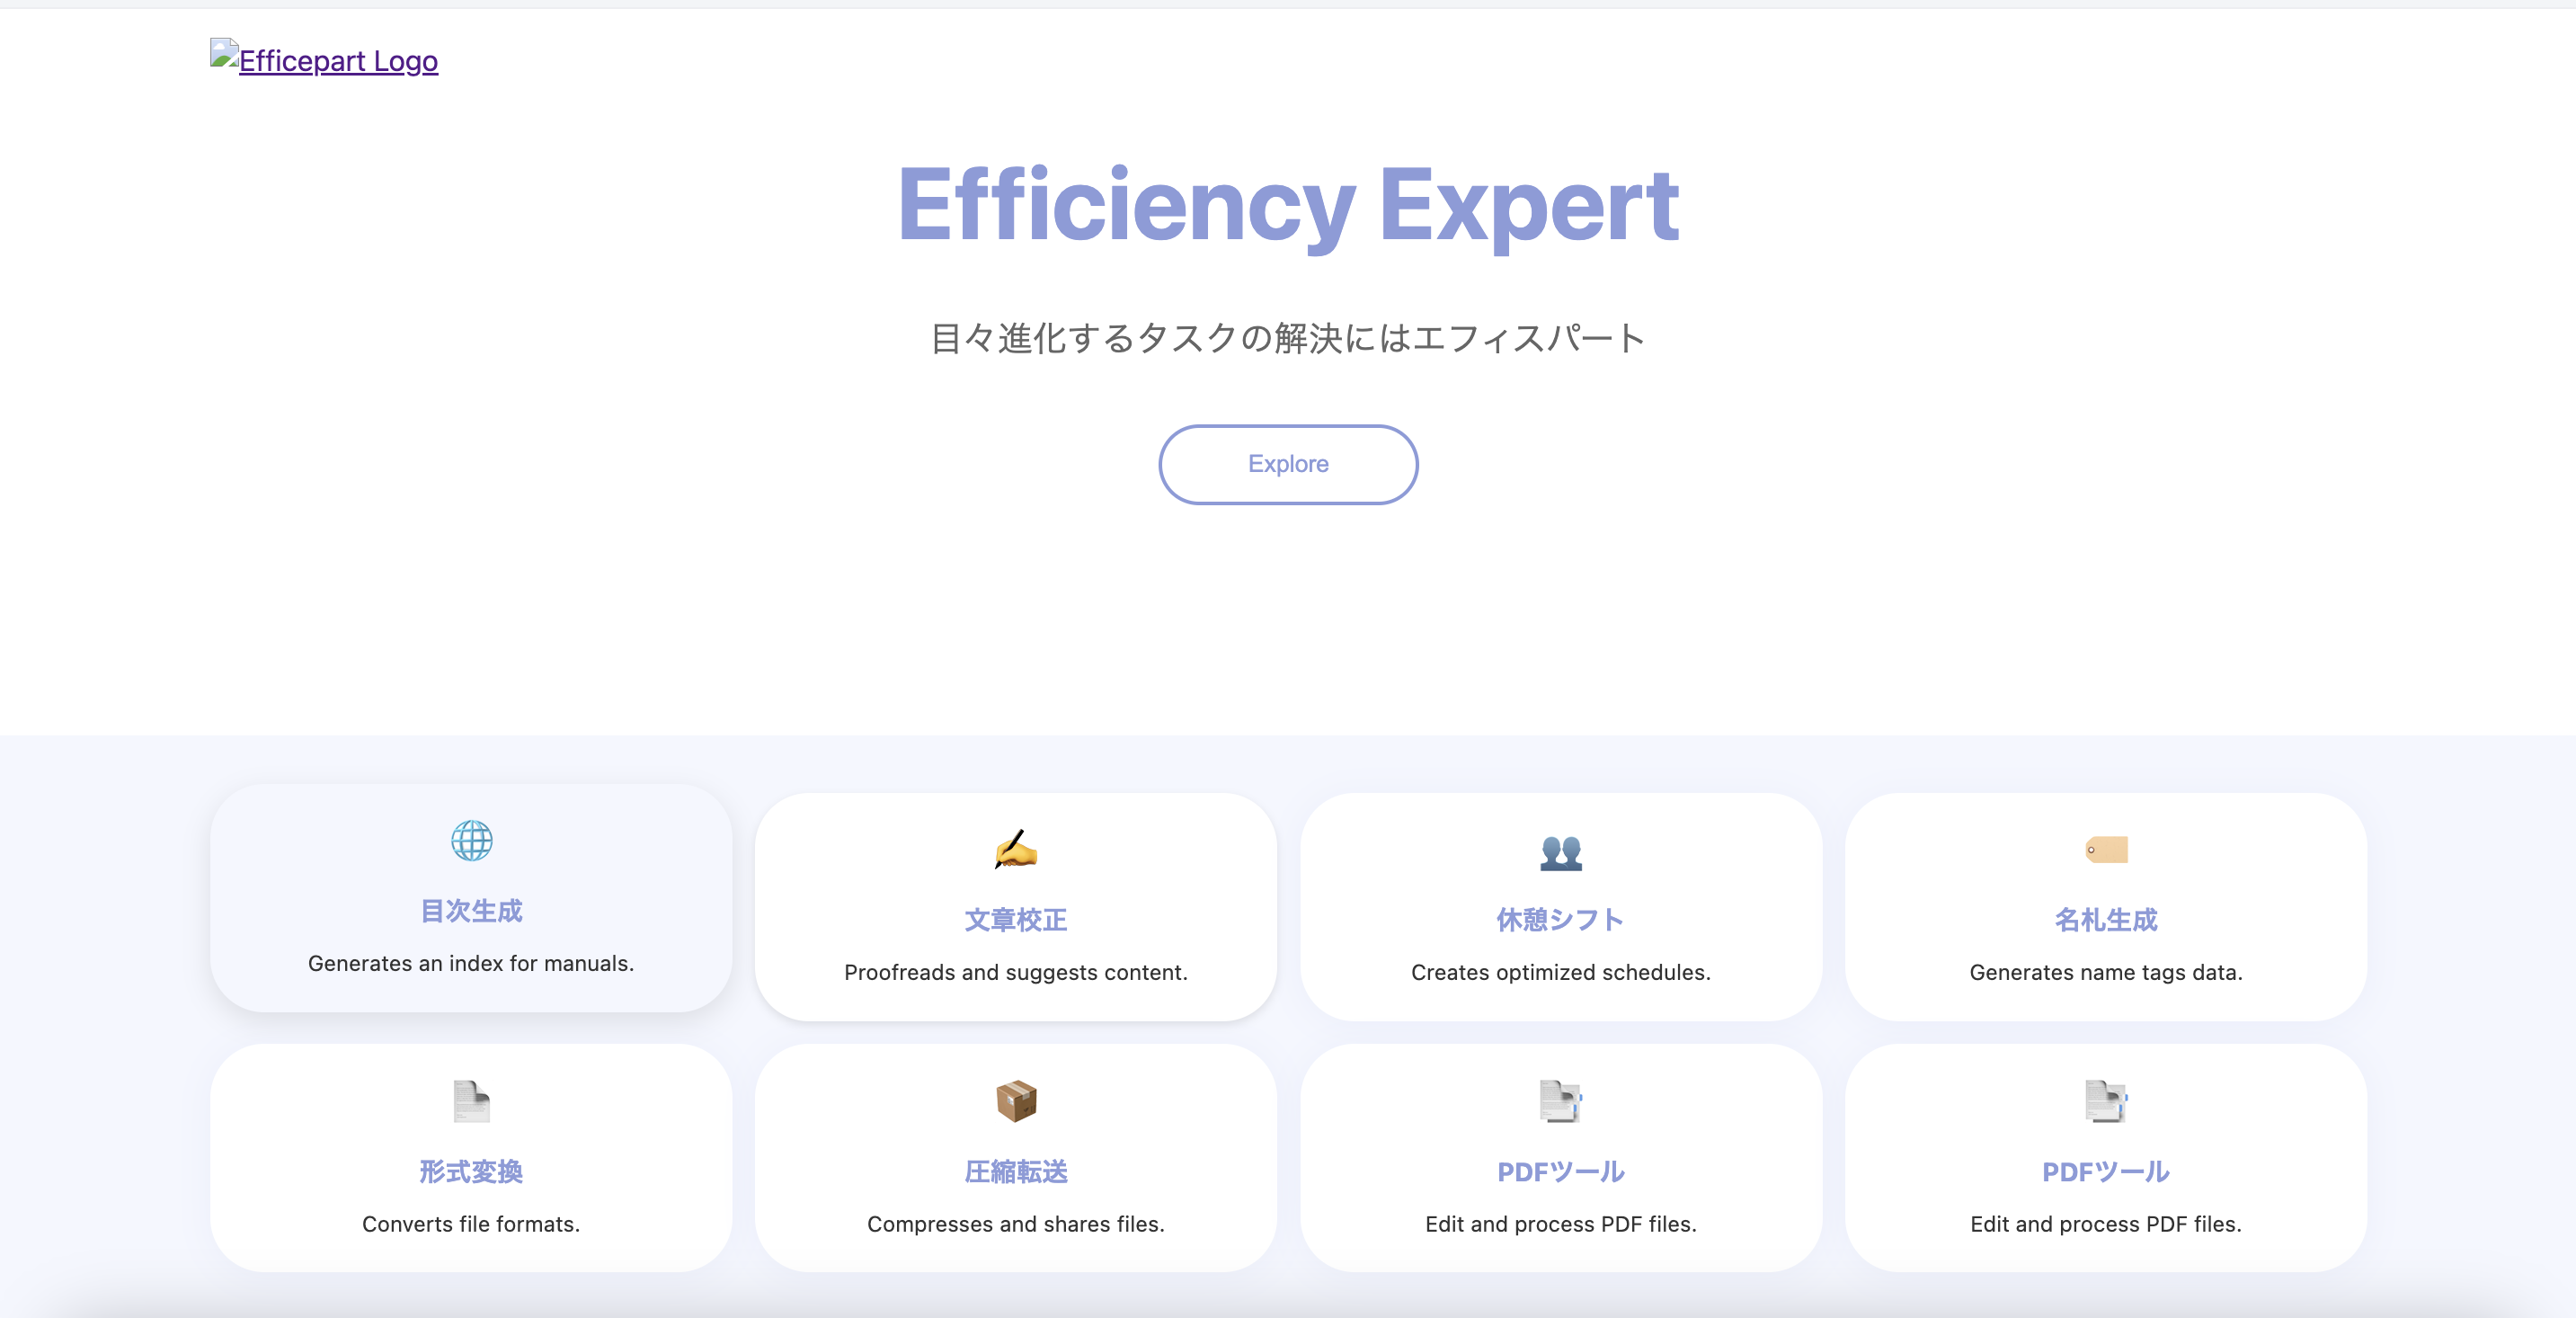 Efficepart Logo
Efficiency Expert
目々進化するタスクの解決にはエフィスパート
Explore
目次生成
Generates an index for manuals.
文章校正
Proofreads and suggests content.
休憩シフト
Creates optimized schedules.
名札生成
Generates name tags data.
形式変換
Converts file formats.
圧縮転送
Compresses and shares files.
PDFツール
Edit and process PDF files.
PDFツール
Edit and process PDF files.